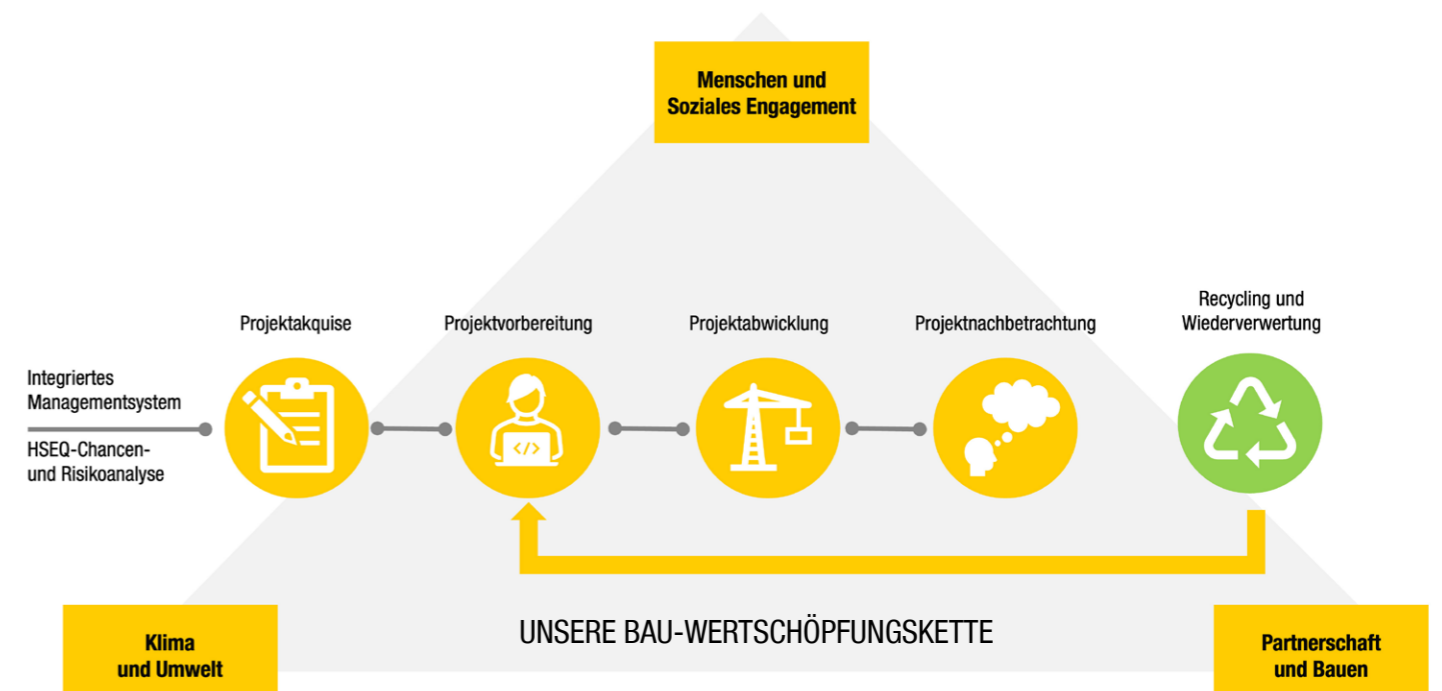 Menschen und
Soziales Engagement
Recycling und
Wiederverwertung
Projektakquise
Projektvorbereitung
Projektabwicklung
Projektnachbetrachtung
Integriertes
Managementsystem
HSEQ-Chancen-
und Risikoanalyse
</>
UNSERE BAU-WERTSCHÖPFUNGSKETTE
Klima
und Umwelt
Partnerschaft
und Bauen